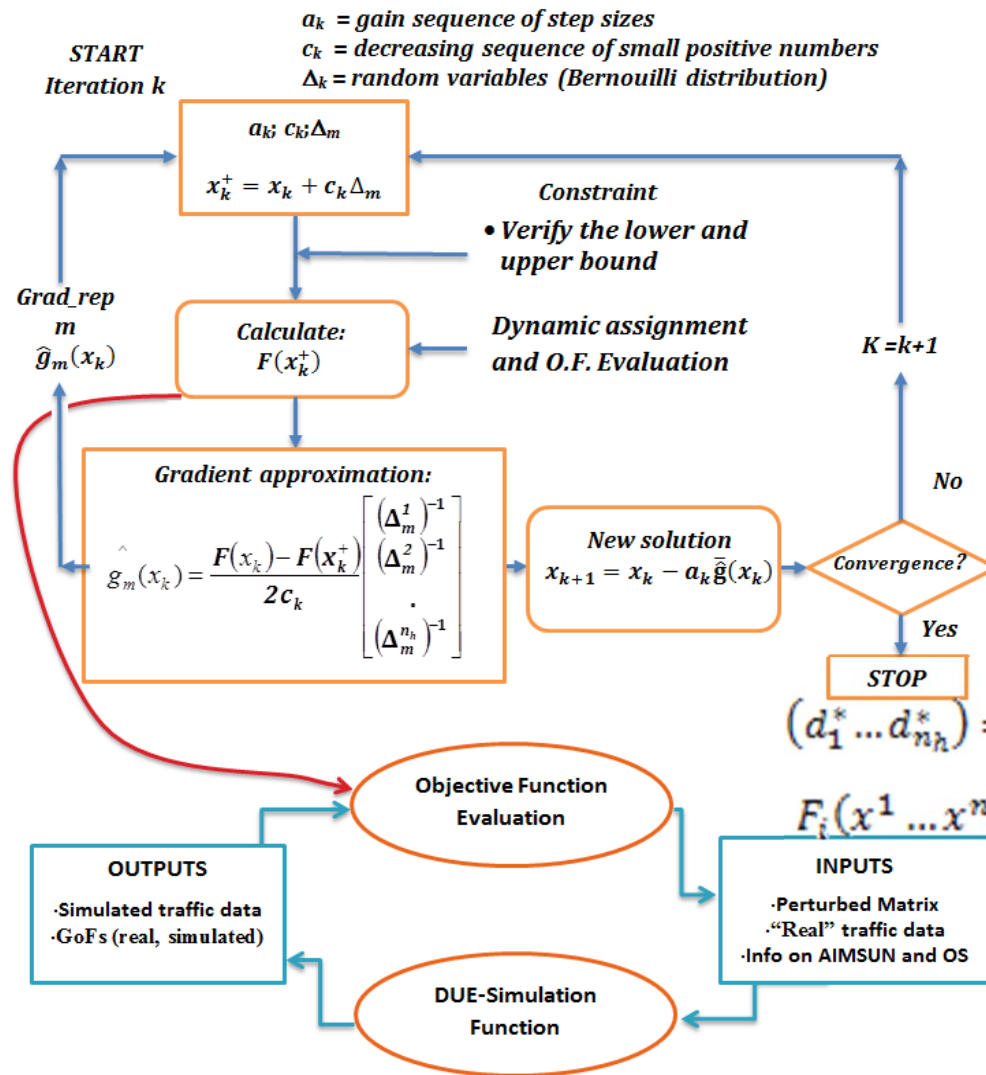 a_k = gain sequence of step sizes
c_k = decreasing sequence of small positive numbers
Δ_k = random variables (Bernouilli distribution)
START
Iteration k
a_k; c_k; Δ_m
x_k^+ = x_k + c_k Δ_m
Constraint
• Verify the lower and
upper bound
Grad_rep
m
ĝ_m(x_k)
Calculate:
F(x_k^+)
Dynamic assignment
and O.F. Evaluation
K =k+1
Gradient approximation:
ĝ_m(x_k) = (F(x_k) − F(x_k^+)) / 2c_k [(Δ_m^1)^−1 (Δ_m^2)^−1 . (Δ_m^{n_h})^−1]
New solution
x_{k+1} = x_k − a_k ĝ̄(x_k)
No
Convergence?
Yes
STOP
(d_1^* … d_{n_h}^*) =
Objective Function
Evaluation
F_i(x^1 … x^n
OUTPUTS
·Simulated traffic data
·GoFs (real, simulated)
INPUTS
·Perturbed Matrix
·“Real” traffic data
·Info on AIMSUN and OS
DUE-Simulation
Function